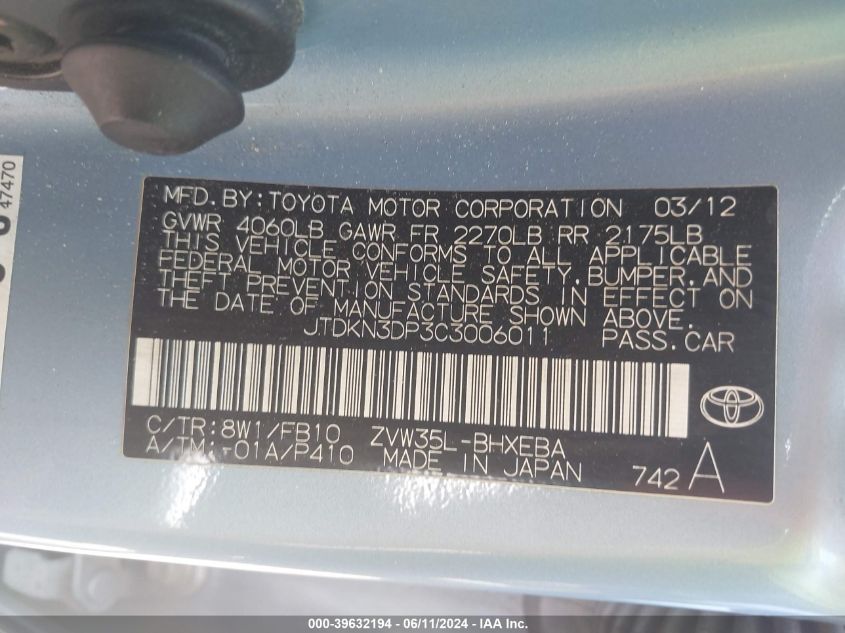 47470
MFD.BY:TOYOTA MOTOR CORPORATION 03/12
GVWR 4060LB GAWR FR 2270LB RR 2175LB
THIS VEHICLE CONFORMS TO ALL APPLICABLE
FEDERAL MOTOR VEHICLE SAFETY,BUMPER,AND
THEFT PREVENTION STANDARDS IN EFFECT ON
THE DATE OF MANUFACTURE SHOWN ABOVE.
JTDKN3DP3C3006011 PASS.CAR
C/TR:8W1/FB10 ZVW35L-BHXEBA
A/TM:-01A/P410 MADE IN JAPAN
742 A
000-39632194 - 06/11/2024 - IAA Inc.